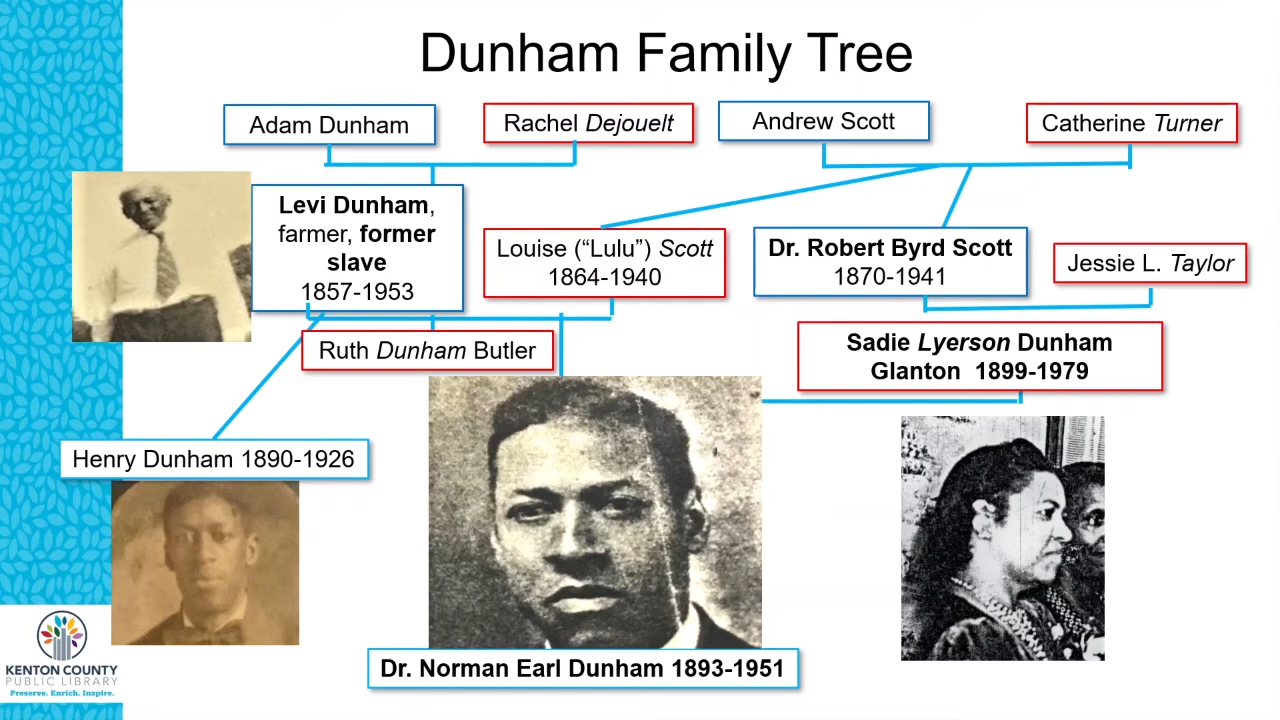 Dunham Family Tree
Adam Dunham
Rachel Dejouelt
Andrew Scott
Catherine Turner
Levi Dunham,
farmer, former
slave
1857-1953
Louise (“Lulu”) Scott
1864-1940
Dr. Robert Byrd Scott
1870-1941
Jessie L. Taylor
Ruth Dunham Butler
Sadie Lyerson Dunham
Glanton 1899-1979
Henry Dunham 1890-1926
Dr. Norman Earl Dunham 1893-1951
KENTON COUNTY
PUBLIC LIBRARY
Preserve. Enrich. Inspire.